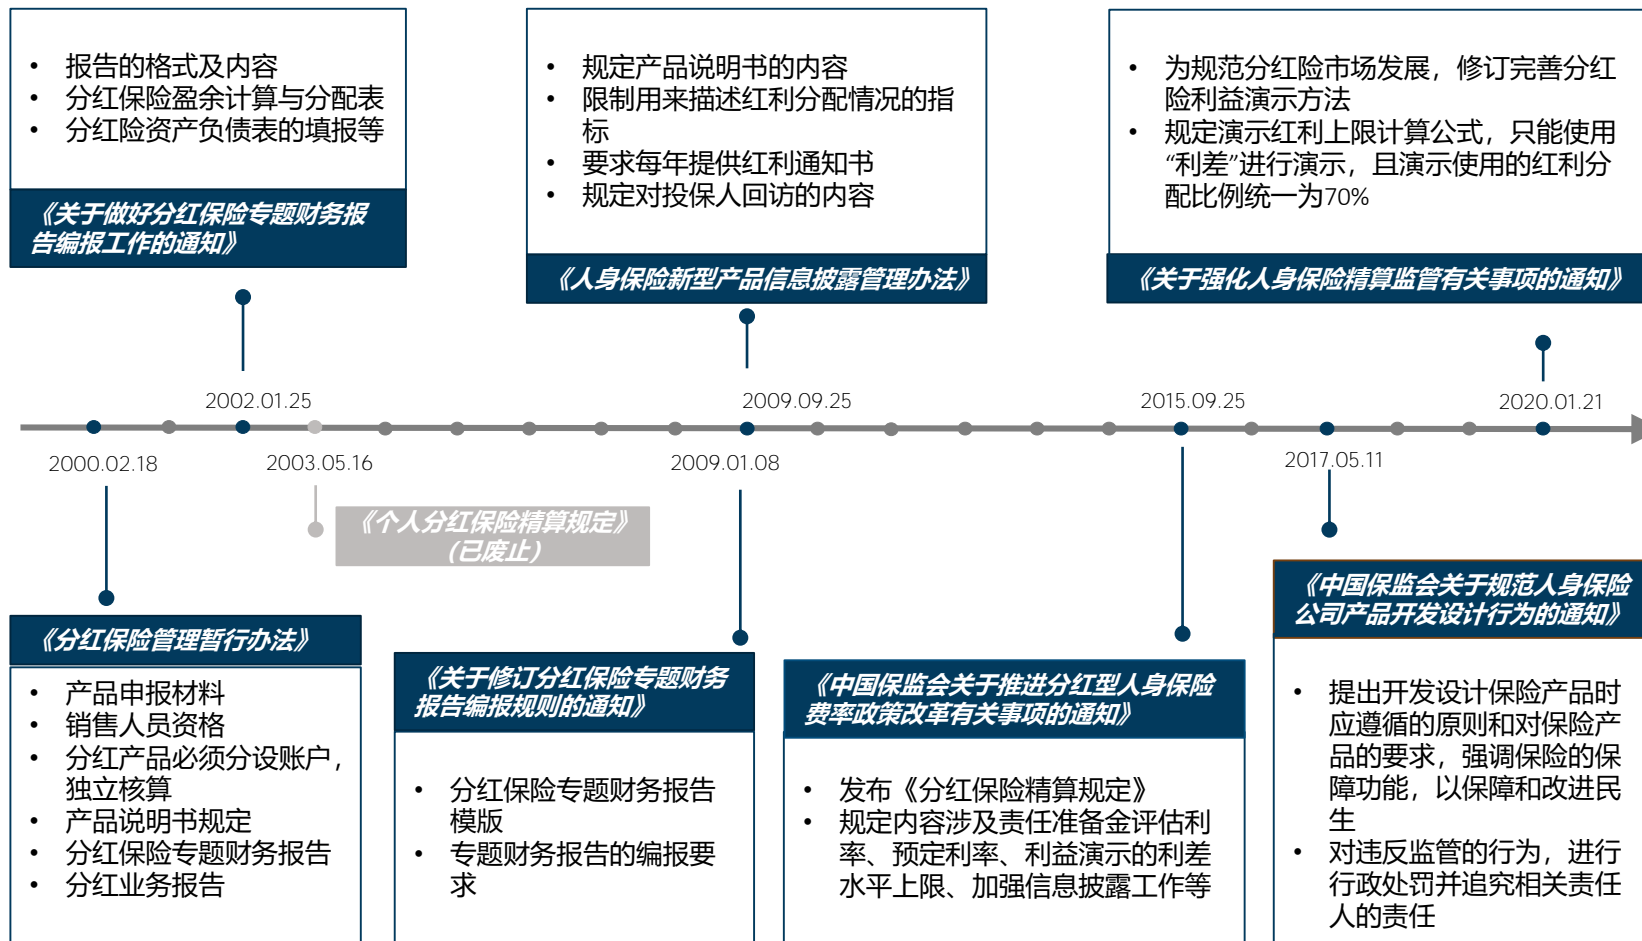 • 报告的格式及内容
• 分红保险盈余计算与分配表
• 分红险资产负债表的填报等
《关于做好分红保险专题财务报
告编报工作的通知》
• 规定产品说明书的内容
• 限制用来描述红利分配情况的指
标
• 要求每年提供红利通知书
• 规定对投保人回访的内容
《人身保险新型产品信息披露管理办法》
• 为规范分红险市场发展，修订完善分红
险利益演示方法
• 规定演示红利上限计算公式，只能使用
“利差”进行演示，且演示使用的红利分
配比例统一为70%
《关于强化人身保险精算监管有关事项的通知》
2002.01.25
2009.09.25
2015.09.25
2020.01.21
2000.02.18
2003.05.16
2009.01.08
2017.05.11
《个人分红保险精算规定》
（已废止）
《分红保险管理暂行办法》
• 产品申报材料
• 销售人员资格
• 分红产品必须分设账户，
独立核算
• 产品说明书规定
• 分红保险专题财务报告
• 分红业务报告
《关于修订分红保险专题财务
报告编报规则的通知》
• 分红保险专题财务报告
模版
• 专题财务报告的编报要
求
《中国保监会关于推进分红型人身保险
费率政策改革有关事项的通知》
• 发布《分红保险精算规定》
• 规定内容涉及责任准备金评估利
率、预定利率、利益演示的利差
水平上限、加强信息披露工作等
《中国保监会关于规范人身保险
公司产品开发设计行为的通知》
• 提出开发设计保险产品时
应遵循的原则和对保险产
品的要求，强调保险的保
障功能，以保障和改进民
生
• 对违反监管的行为，进行
行政处罚并追究相关责任
人的责任